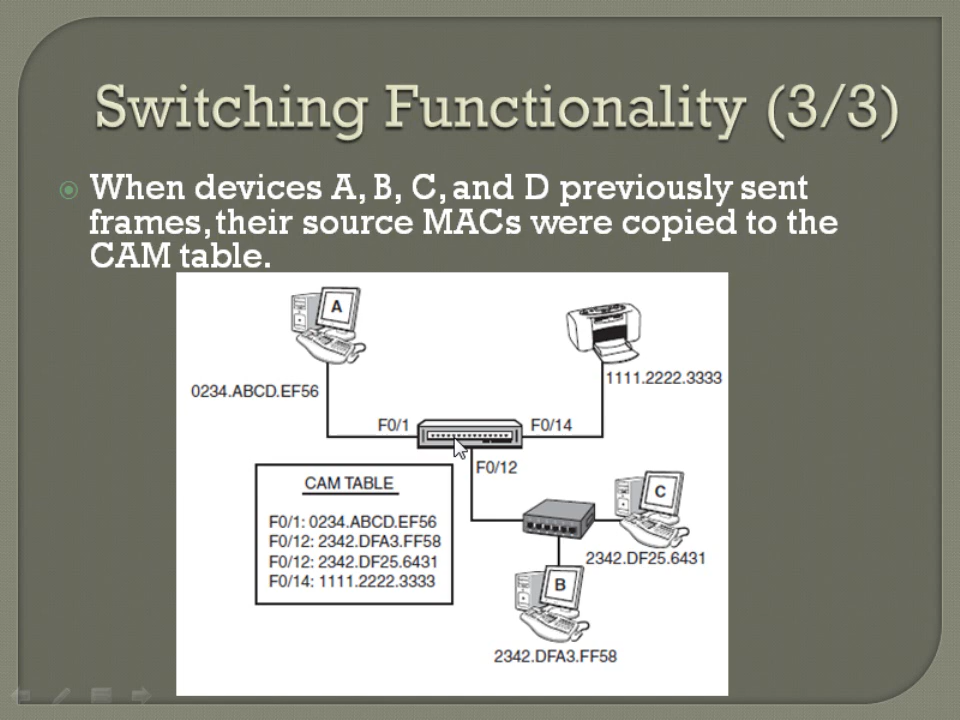 Switching Functionality (3/3)
When devices A, B, C, and D previously sent
frames, their source MACs were copied to the
CAM table.
A
0234.ABCD.EF56
1111.2222.3333
F0/1
F0/14
F0/12
CAM TABLE
F0/1: 0234.ABCD.EF56
F0/12: 2342.DFA3.FF58
F0/12: 2342.DF25.6431
F0/14: 1111.2222.3333
C
2342.DF25.6431
B
2342.DFA3.FF58